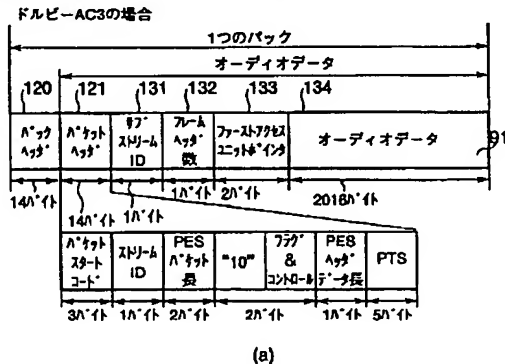 ドルビーAC3の場合
1つのパック
オーディオデータ
120 121 131 132 133 134
パック
ヘッダ
パケット
ヘッダ
サブ
ストリーム
ID
フレーム
ヘッダ
数
ファーストアクセス
ユニットポインタ
オーディオデータ
91
14バイト
14バイト
1バイト
1バイト
2バイト
2016バイト
パケット
スタート
コード
ストリーム
ID
PES
パケット
長
"10"
フラグ
&
コントロール
PES
ヘッダ
データ長
PTS
3バイト
1バイト
2バイト
2バイト
1バイト
5バイト
(a)